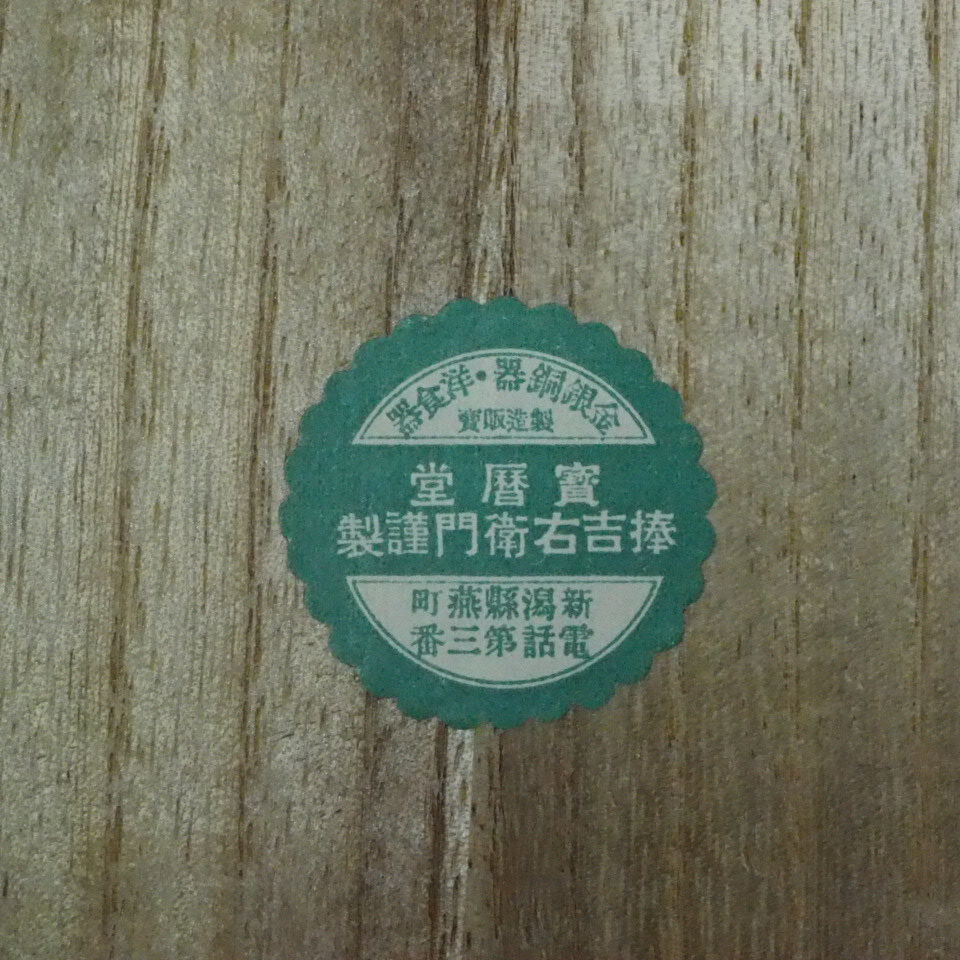 金銀銅器・洋食器
製造販賣
寶曆堂
捧吉右衛門謹製
新潟縣燕町
電話第三番